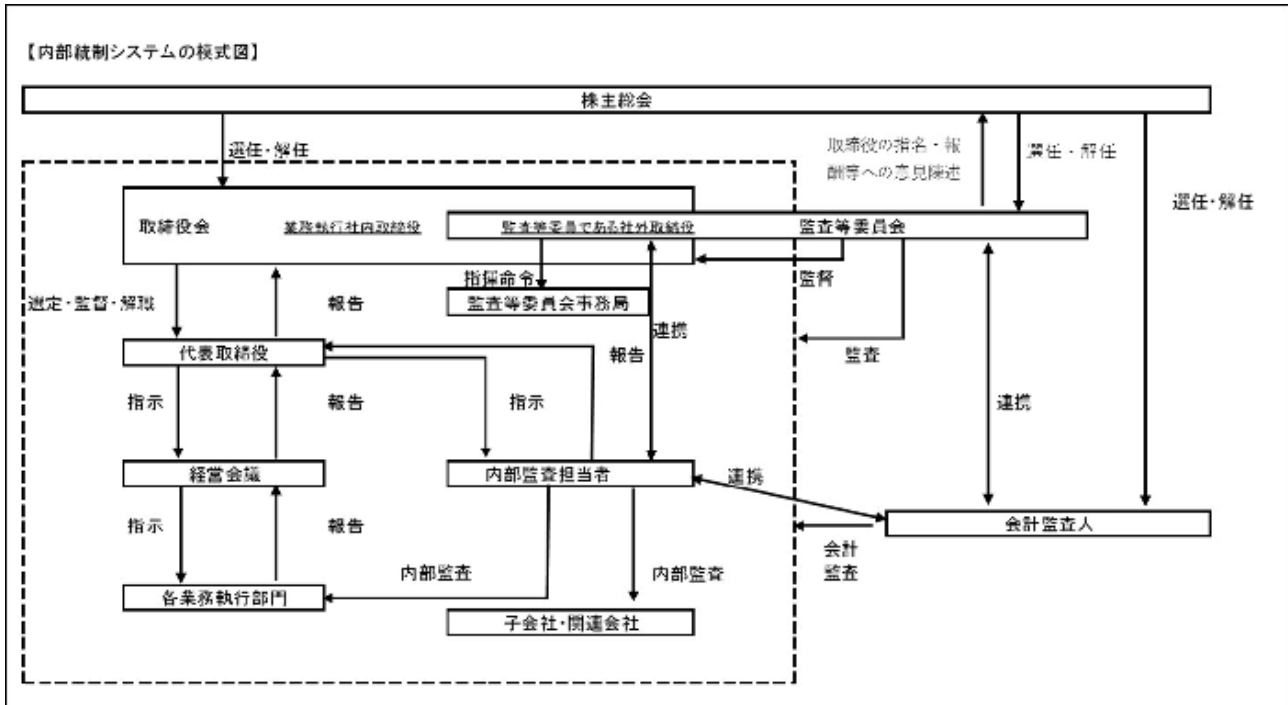 【内部統制システムの模式図】
株主総会
選任・解任
取締役の指名・報
酬等への意見陳述
選任・解任
選任・解任
取締役会
業務執行社内取締役
監査等委員である社外取締役
監査等委員会
指揮命令
監督
選定・監督・解職
報告
監査等委員会事務局
連携
報告
監査
代表取締役
指示
報告
指示
連携
経営会議
内部監査担当者
連携
指示
報告
会計監査人
会計
監査
内部監査
内部監査
各業務執行部門
子会社・関連会社